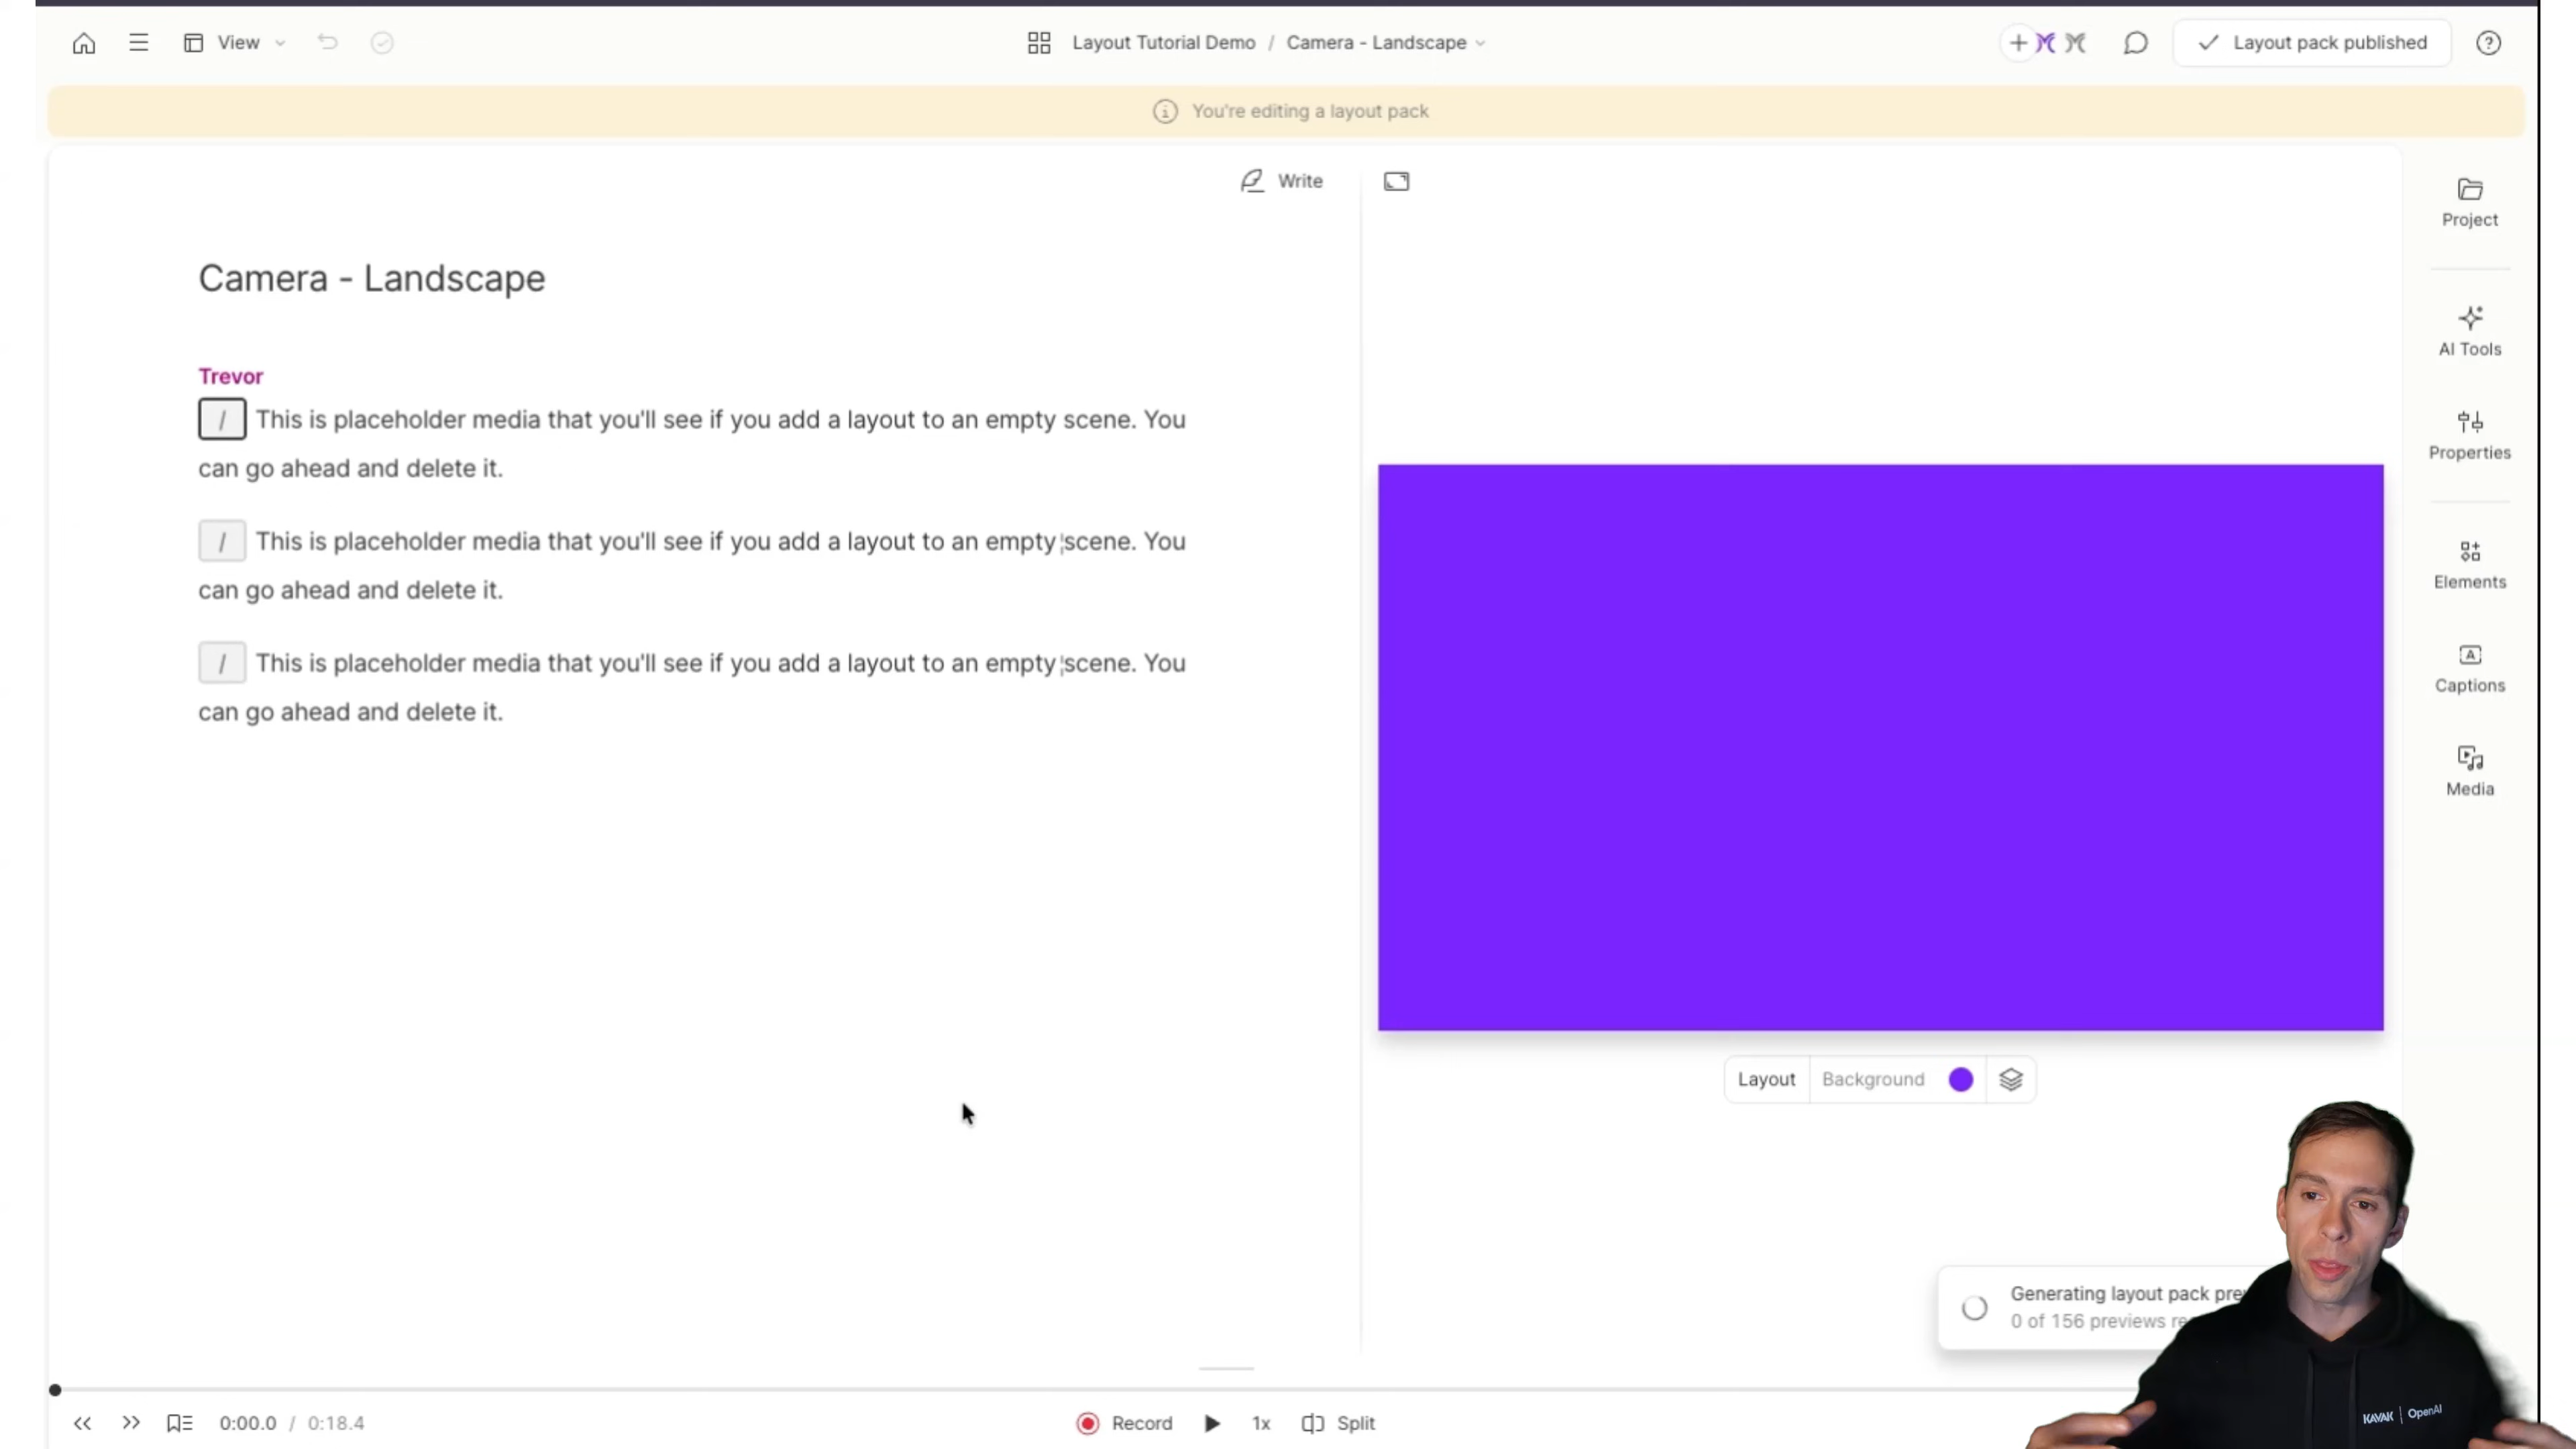 View
Layout Tutorial Demo / Camera - Landscape
Layout pack published
You're editing a layout pack
Write
Project
AI Tools
Properties
Elements
Captions
Media
Camera - Landscape
Trevor
/ This is placeholder media that you'll see if you add a layout to an empty scene. You
can go ahead and delete it.
/ This is placeholder media that you'll see if you add a layout to an empty scene. You
can go ahead and delete it.
/ This is placeholder media that you'll see if you add a layout to an empty scene. You
can go ahead and delete it.
Layout
Background
Generating layout pack pre
0 of 156 previews re
KAVAK | OpenAI
0:00.0 / 0:18.4
Record
1x
Split